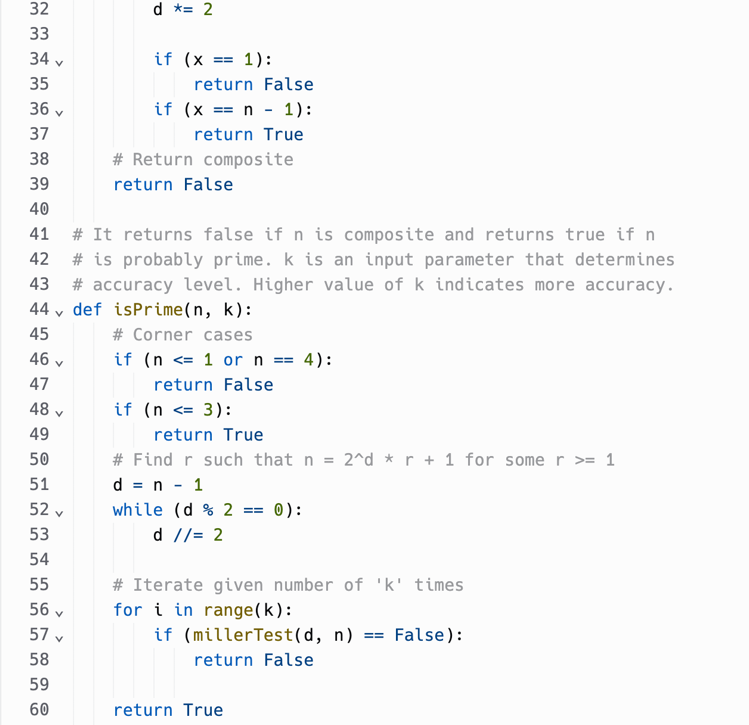 32 d *= 2
33
34 if (x == 1):
35 return False
36 if (x == n - 1):
37 return True
38 # Return composite
39 return False
40
41 # It returns false if n is composite and returns true if n
42 # is probably prime. k is an input parameter that determines
43 # accuracy level. Higher value of k indicates more accuracy.
44 def isPrime(n, k):
45 # Corner cases
46 if (n <= 1 or n == 4):
47 return False
48 if (n <= 3):
49 return True
50 # Find r such that n = 2^d * r + 1 for some r >= 1
51 d = n - 1
52 while (d % 2 == 0):
53 d //= 2
54
55 # Iterate given number of 'k' times
56 for i in range(k):
57 if (millerTest(d, n) == False):
58 return False
59
60 return True